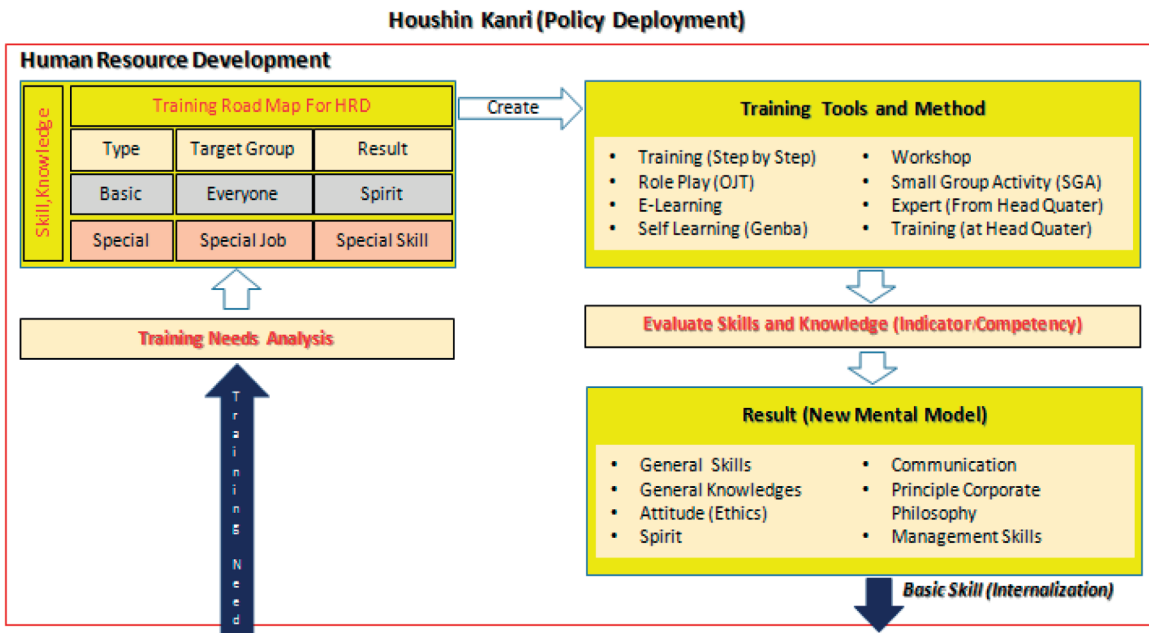 Houshin Kanri (Policy Deployment)
Human Resource Development
Skill,Knowledge
Training Road Map For HRD
Type Target Group Result
Basic Everyone Spirit
Special Special Job Special Skill
Create
Training Tools and Method
• Training (Step by Step)
• Role Play (OJT)
• E-Learning
• Self Learning (Genba)
• Workshop
• Small Group Activity (SGA)
• Expert (From Head Quater)
• Training (at Head Quater)
Training Needs Analysis
Evaluate Skills and Knowledge (Indicator/Competency)
Training Need
Result (New Mental Model)
• General Skills
• General Knowledges
• Attitude (Ethics)
• Spirit
• Communication
• Principle Corporate
Philosophy
• Management Skills
Basic Skill (Internalization)